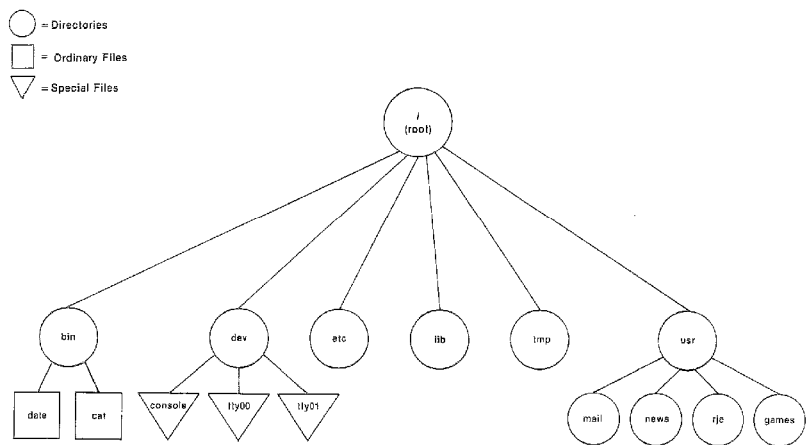 = Directories
= Ordinary Files
= Special Files
/
(root)
bin
dev
etc
lib
tmp
usr
date
cat
console
tty00
tty01
mail
news
rje
games